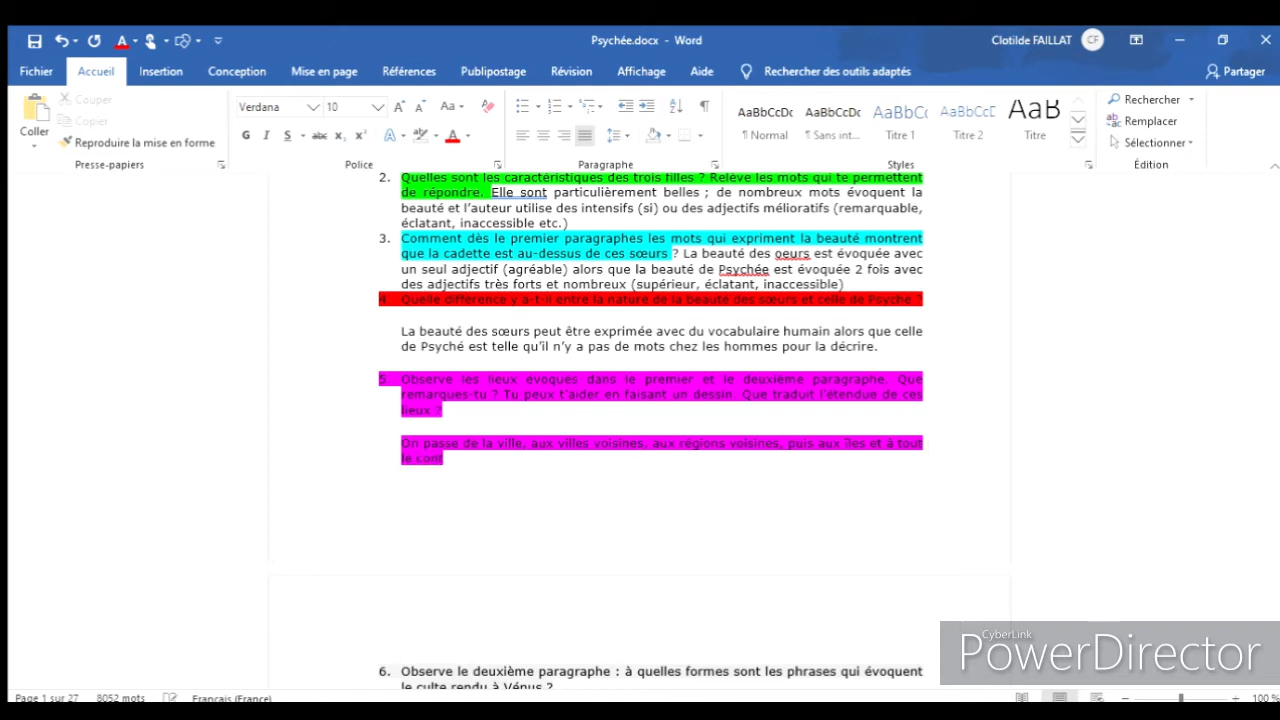 Psychée.docx - Word
Clotilde FAILLAT CF
Fichier Accueil Insertion Conception Mise en page Références Publipostage Révision Affichage Aide Rechercher des outils adaptés Partager
Coller
Couper
Copier
Reproduire la mise en forme
Presse-papiers
Verdana 10
Police
Paragraphe
AaBbCcDc AaBbCcDc AaBbCc AaBbCcC AaB
¶ Normal ¶ Sans int... Titre 1 Titre 2 Titre
Styles
Rechercher
Remplacer
Sélectionner
Édition
2. Quelles sont les caractéristiques des trois filles ? Relève les mots qui te permettent
de répondre. Elle sont particulièrement belles ; de nombreux mots évoquent la
beauté et l'auteur utilise des intensifs (si) ou des adjectifs mélioratifs (remarquable,
éclatant, inaccessible etc.)
3. Comment dès le premier paragraphes les mots qui expriment la beauté montrent
que la cadette est au-dessus de ces sœurs ? La beauté des oeurs est évoquée avec
un seul adjectif (agréable) alors que la beauté de Psychée est évoquée 2 fois avec
des adjectifs très forts et nombreux (supérieur, éclatant, inaccessible)
4. Quelle différence y a-t-il entre la nature de la beauté des sœurs et celle de Psyché ?
La beauté des sœurs peut être exprimée avec du vocabulaire humain alors que celle
de Psyché est telle qu'il n'y a pas de mots chez les hommes pour la décrire.
5. Observe les lieux évoqués dans le premier et le deuxième paragraphe. Que
remarques-tu ? Tu peux t'aider en faisant un dessin. Que traduit l'étendue de ces
lieux ?
On passe de la ville, aux villes voisines, aux régions voisines, puis aux îles et à tout
le cont
6. Observe le deuxième paragraphe : à quelles formes sont les phrases qui évoquent
le culte rendu à Vénus ?
CyberLink
PowerDirector
Page 1 sur 27 8052 mots Français (France) 100 %